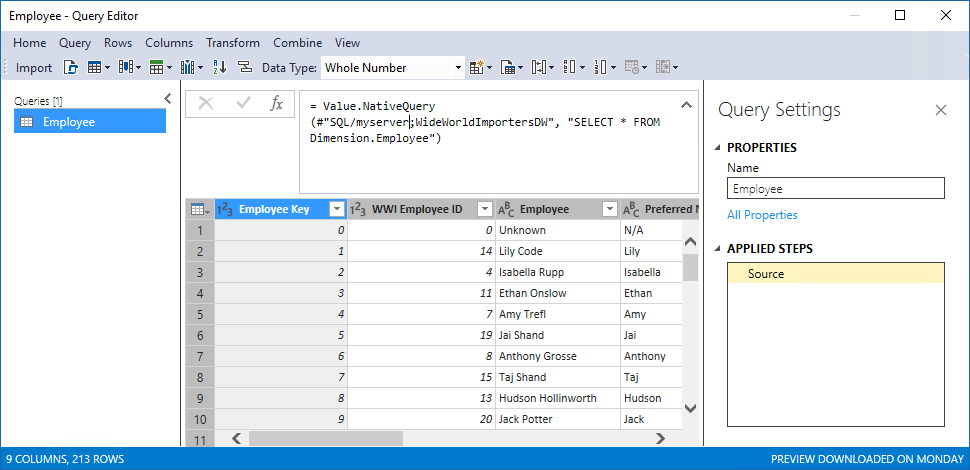 Employee - Query Editor
Home Query Rows Columns Transform Combine View
Import Data Type: Whole Number
Queries [1]
Employee
fx
= Value.NativeQuery
(#"SQL/myserver;WideWorldImportersDW", "SELECT * FROM
Dimension.Employee")
Employee Key WWI Employee ID Employee Preferred N
1 0 0 Unknown N/A
2 1 14 Lily Code Lily
3 2 4 Isabella Rupp Isabella
4 3 11 Ethan Onslow Ethan
5 4 7 Amy Trefl Amy
6 5 19 Jai Shand Jai
7 6 8 Anthony Grosse Anthony
8 7 15 Taj Shand Taj
9 8 13 Hudson Hollinworth Hudson
10 9 20 Jack Potter Jack
11
Query Settings
PROPERTIES
Name
Employee
All Properties
APPLIED STEPS
Source
9 COLUMNS, 213 ROWS
PREVIEW DOWNLOADED ON MONDAY